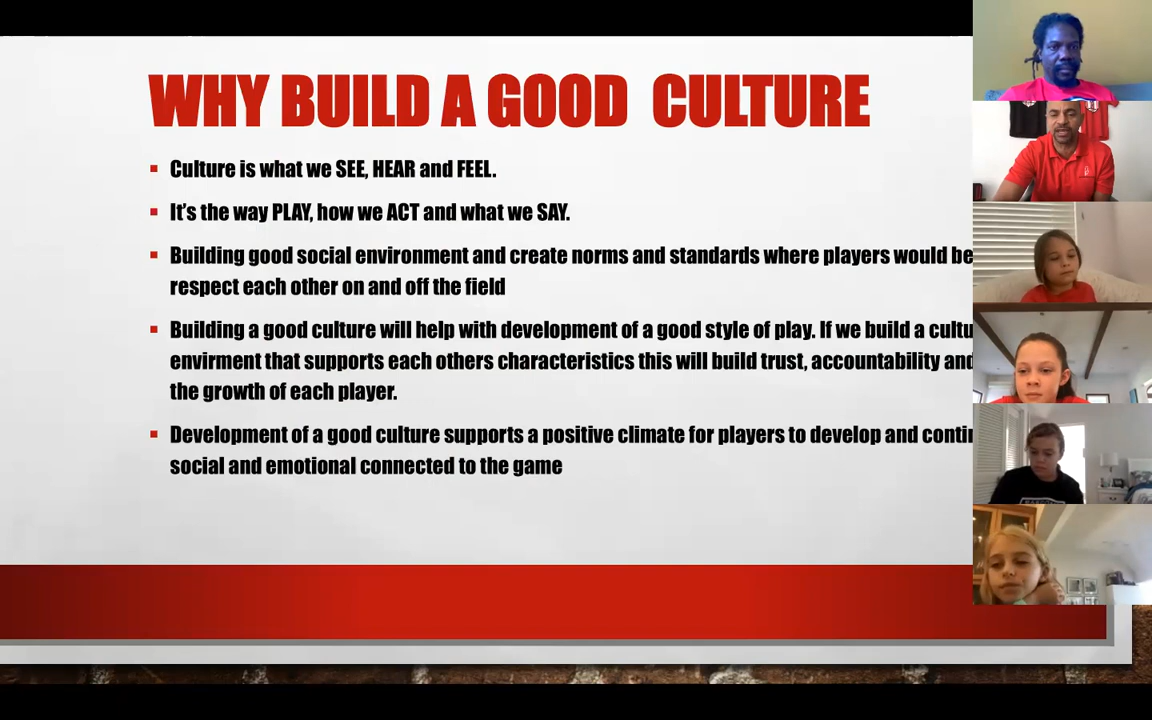 WHY BUILD A GOOD CULTURE
Culture is what we SEE, HEAR and FEEL.
It's the way PLAY, how we ACT and what we SAY.
Building good social environment and create norms and standards where players would be
respect each other on and off the field
Building a good culture will help with development of a good style of play. If we build a cultu
envirment that supports each others characteristics this will build trust, accountability and
the growth of each player.
Development of a good culture supports a positive climate for players to develop and contin
social and emotional connected to the game